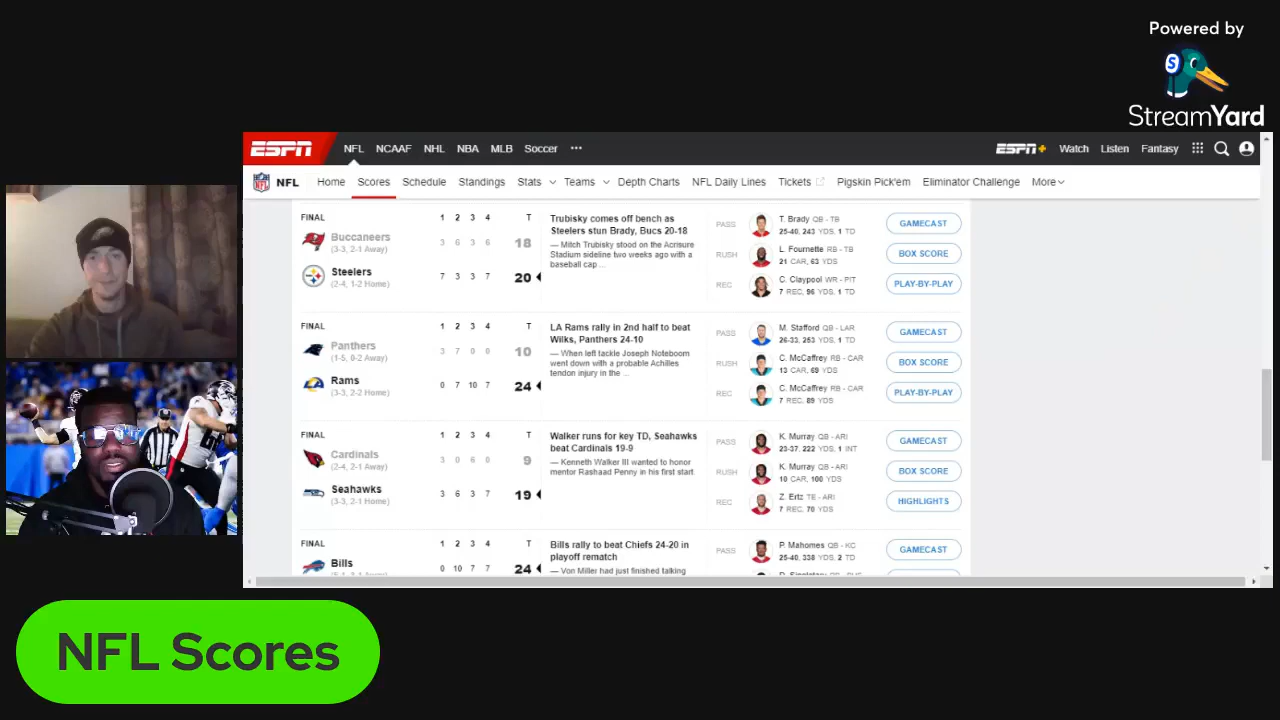 Powered by
StreamYard
ESPN NFL NCAAF NHL NBA MLB Soccer ESPN+ Watch Listen Fantasy
NFL Home Scores Schedule Standings Stats Teams Depth Charts NFL Daily Lines Tickets Pigskin Pick'em Eliminator Challenge More
FINAL 1 2 3 4 T
Buccaneers 3 6 3 6 18
(3-3, 2-1 Away)
Steelers 7 3 3 7 20
(2-4, 1-2 Home)
Trubisky comes off bench as
Steelers stun Brady, Bucs 20-18
— Mitch Trubisky stood on the Acrisure
Stadium sideline two weeks ago with a
baseball cap ...
PASS T. Brady QB - TB
25-40, 243 YDS, 1 TD
RUSH L. Fournette RB - TB
21 CAR, 63 YDS
REC C. Claypool WR - PIT
7 REC, 96 YDS
GAMECAST
BOX SCORE
PLAY-BY-PLAY
FINAL 1 2 3 4 T
Panthers 3 7 0 0 10
(1-5, 0-2 Away)
Rams 0 7 10 7 24
(3-3, 2-2 Home)
LA Rams rally in 2nd half to beat
Wilks, Panthers 24-10
— When left tackle Joseph Noteboom
went down with a probable Achilles
tendon injury in the ...
PASS M. Stafford QB - LAR
26-33, 253 YDS, 1 TD
RUSH C. McCaffrey RB - CAR
13 CAR, 69 YDS
REC C. McCaffrey RB - CAR
7 REC, 89 YDS
GAMECAST
BOX SCORE
PLAY-BY-PLAY
FINAL 1 2 3 4 T
Cardinals 3 0 6 0 9
(2-4, 2-1 Away)
Seahawks 3 6 3 7 19
(3-3, 2-1 Home)
Walker runs for key TD, Seahawks
beat Cardinals 19-9
— Kenneth Walker III wanted to honor
mentor Rashaad Penny in his first start
PASS K. Murray QB - ARI
23-37, 222 YDS, 1 INT
RUSH K. Murray QB - ARI
10 CAR, 100 YDS
REC Z. Ertz TE - ARI
7 REC, 70 YDS
GAMECAST
BOX SCORE
HIGHLIGHTS
FINAL 1 2 3 4 T
Bills 0 10 7 7 24
Bills rally to beat Chiefs 24-20 in
playoff rematch
— Von Miller had just finished talking
PASS P. Mahomes QB - KC
25-40, 338 YDS, 2 TD
GAMECAST
NFL Scores